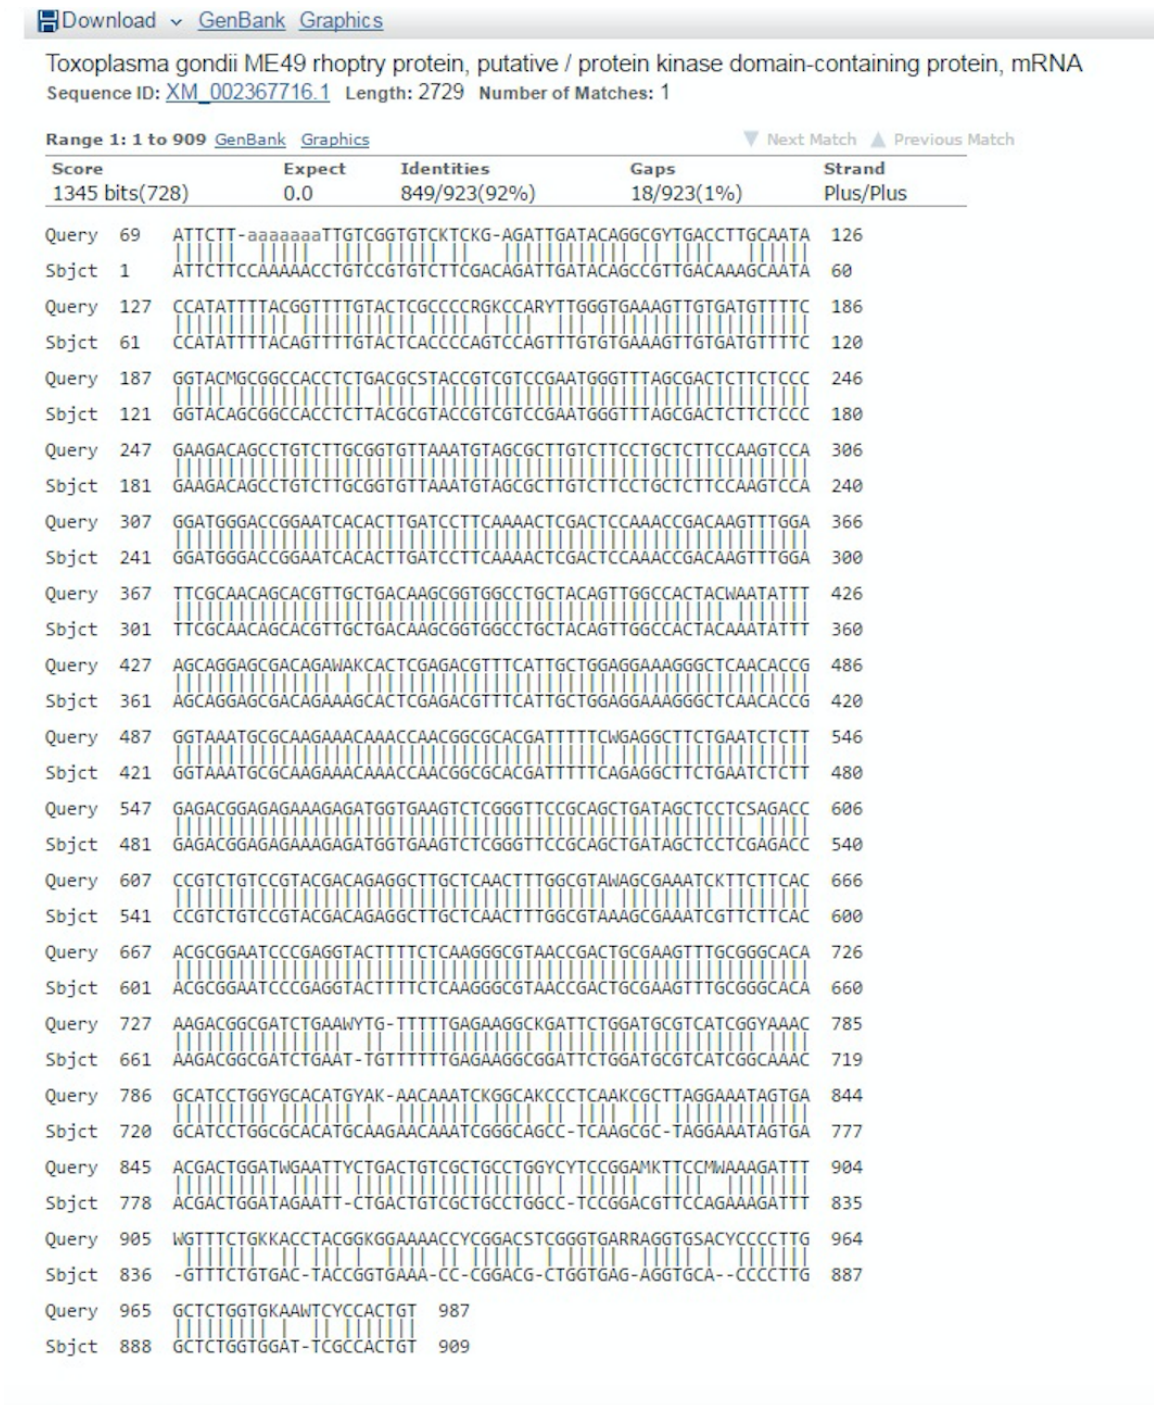 Download GenBank Graphics
Toxoplasma gondii ME49 rhoptry protein, putative / protein kinase domain-containing protein, mRNA
Sequence ID: XM_002367716.1 Length: 2729 Number of Matches: 1
Range 1: 1 to 909 GenBank Graphics Next Match Previous Match
Score Expect Identities Gaps Strand
1345 bits(728) 0.0 849/923(92%) 18/923(1%) Plus/Plus
Query 69 ATTCTT-aaaaaaaTTGTCGGTGTCKTCKG-AGATTGATACAGGCGYTGACCTTGCAATA 126
Sbjct 1 ATTCTTCCAAAAACCTGTCCGTGTCTTCGACAGATTGATACAGCCGTTGACAAAGCAATA 60
Query 127 CCATATTTTACGGTTTTGTACTCGCCCCRGKCCARYTTGGGTGAAAGTTGTGATGTTTTC 186
Sbjct 61 CCATATTTTACAGTTTTGTACTCACCCCAGTCCAGTTTGTGTGAAAGTTGTGATGTTTTC 120
Query 187 GGTACMGCGGCCACCTCTGACGCSTACCGTCGTCCGAATGGGTTTAGCGACTCTTCTCCC 246
Sbjct 121 GGTACAGCGGCCACCTCTTACGCGTACCGTCGTCCGAATGGGTTTAGCGACTCTTCTCCC 180
Query 247 GAAGACAGCCTGTCTTGCGGTGTTAAATGTAGCGCTTGTCTTCCTGCTCTTCCAAGTCCA 306
Sbjct 181 GAAGACAGCCTGTCTTGCGGTGTTAAATGTAGCGCTTGTCTTCCTGCTCTTCCAAGTCCA 240
Query 307 GGATGGGACCGGAATCACACTTGATCCTTCAAAACTCGACTCCAAACCGACAAGTTTGGA 366
Sbjct 241 GGATGGGACCGGAATCACACTTGATCCTTCAAAACTCGACTCCAAACCGACAAGTTTGGA 300
Query 367 TTCGCAACAGCACGTTGCTGACAAGCGGTGGCCTGCTACAGTTGGCCACTACWAATATTT 426
Sbjct 301 TTCGCAACAGCACGTTGCTGACAAGCGGTGGCCTGCTACAGTTGGCCACTACAAATATTT 360
Query 427 AGCAGGAGCGACAGAWAKCACTCGAGACGTTTCATTGCTGGAGGAAAGGGCTCAACACCG 486
Sbjct 361 AGCAGGAGCGACAGAAAGCACTCGAGACGTTTCATTGCTGGAGGAAAGGGCTCAACACCG 420
Query 487 GGTAAATGCGCAAGAAACAAACCAACGGCGCACGATTTTTCWGAGGCTTCTGAATCTCTT 546
Sbjct 421 GGTAAATGCGCAAGAAACAAACCAACGGCGCACGATTTTTCAGAGGCTTCTGAATCTCTT 480
Query 547 GAGACGGAGAGAAAGAGATGGTGAAGTCTCGGGTTCCGCAGCTGATAGCTCCTCSAGACC 606
Sbjct 481 GAGACGGAGAGAAAGAGATGGTGAAGTCTCGGGTTCCGCAGCTGATAGCTCCTCGAGACC 540
Query 607 CCGTCTGTCCGTACGACAGAGGCTTGCTCAACTTTGGCGTAWAGCGAAATCKTTCTTCAC 666
Sbjct 541 CCGTCTGTCCGTACGACAGAGGCTTGCTCAACTTTGGCGTAAAGCGAAATCGTTCTTCAC 600
Query 667 ACGCGGAATCCCGAGGTACTTTTCTCAAGGGCGTAACCGACTGCGAAGTTTGCGGGCACA 726
Sbjct 601 ACGCGGAATCCCGAGGTACTTTTCTCAAGGGCGTAACCGACTGCGAAGTTTGCGGGCACA 660
Query 727 AAGACGGCGATCTGAAWYTG-TTTTTGAGAAGGCKGATTCTGGATGCGTCATCGGYAAAC 785
Sbjct 661 AAGACGGCGATCTGAAT-TGTTTTTTGAGAAGGCGGATTCTGGATGCGTCATCGGCAAAC 719
Query 786 GCATCCTGGYGCACATGYAK-AACAAATCKGGCAKCCCTCAAKCGCTTAGGAAATAGTGA 844
Sbjct 720 GCATCCTGGCGCACATGCAAGAACAAATCGGGCAGCC-TCAAGCGC-TAGGAAATAGTGA 777
Query 845 ACGACTGGATWGAATTYCTGACTGTCGCTGCCTGGYCYTCCGGAMKTTCCMWAAAGATTT 904
Sbjct 778 ACGACTGGATAGAATT-CTGACTGTCGCTGCCTGGCC-TCCGGACGTTCCAGAAAGATTT 835
Query 905 WGTTTCTGKKACCTACGGKGGAAAACCYCGGACSTCGGGTGARRAGGTGSACYCCCCTTG 964
Sbjct 836 -GTTTCTGTGAC-TACCGGTGAAA-CC-CGGACG-CTGGTGAG-AGGTGCA--CCCCTTG 887
Query 965 GCTCTGGTGKAAWTCYCCACTGT 987
Sbjct 888 GCTCTGGTGGAT-TCGCCACTGT 909